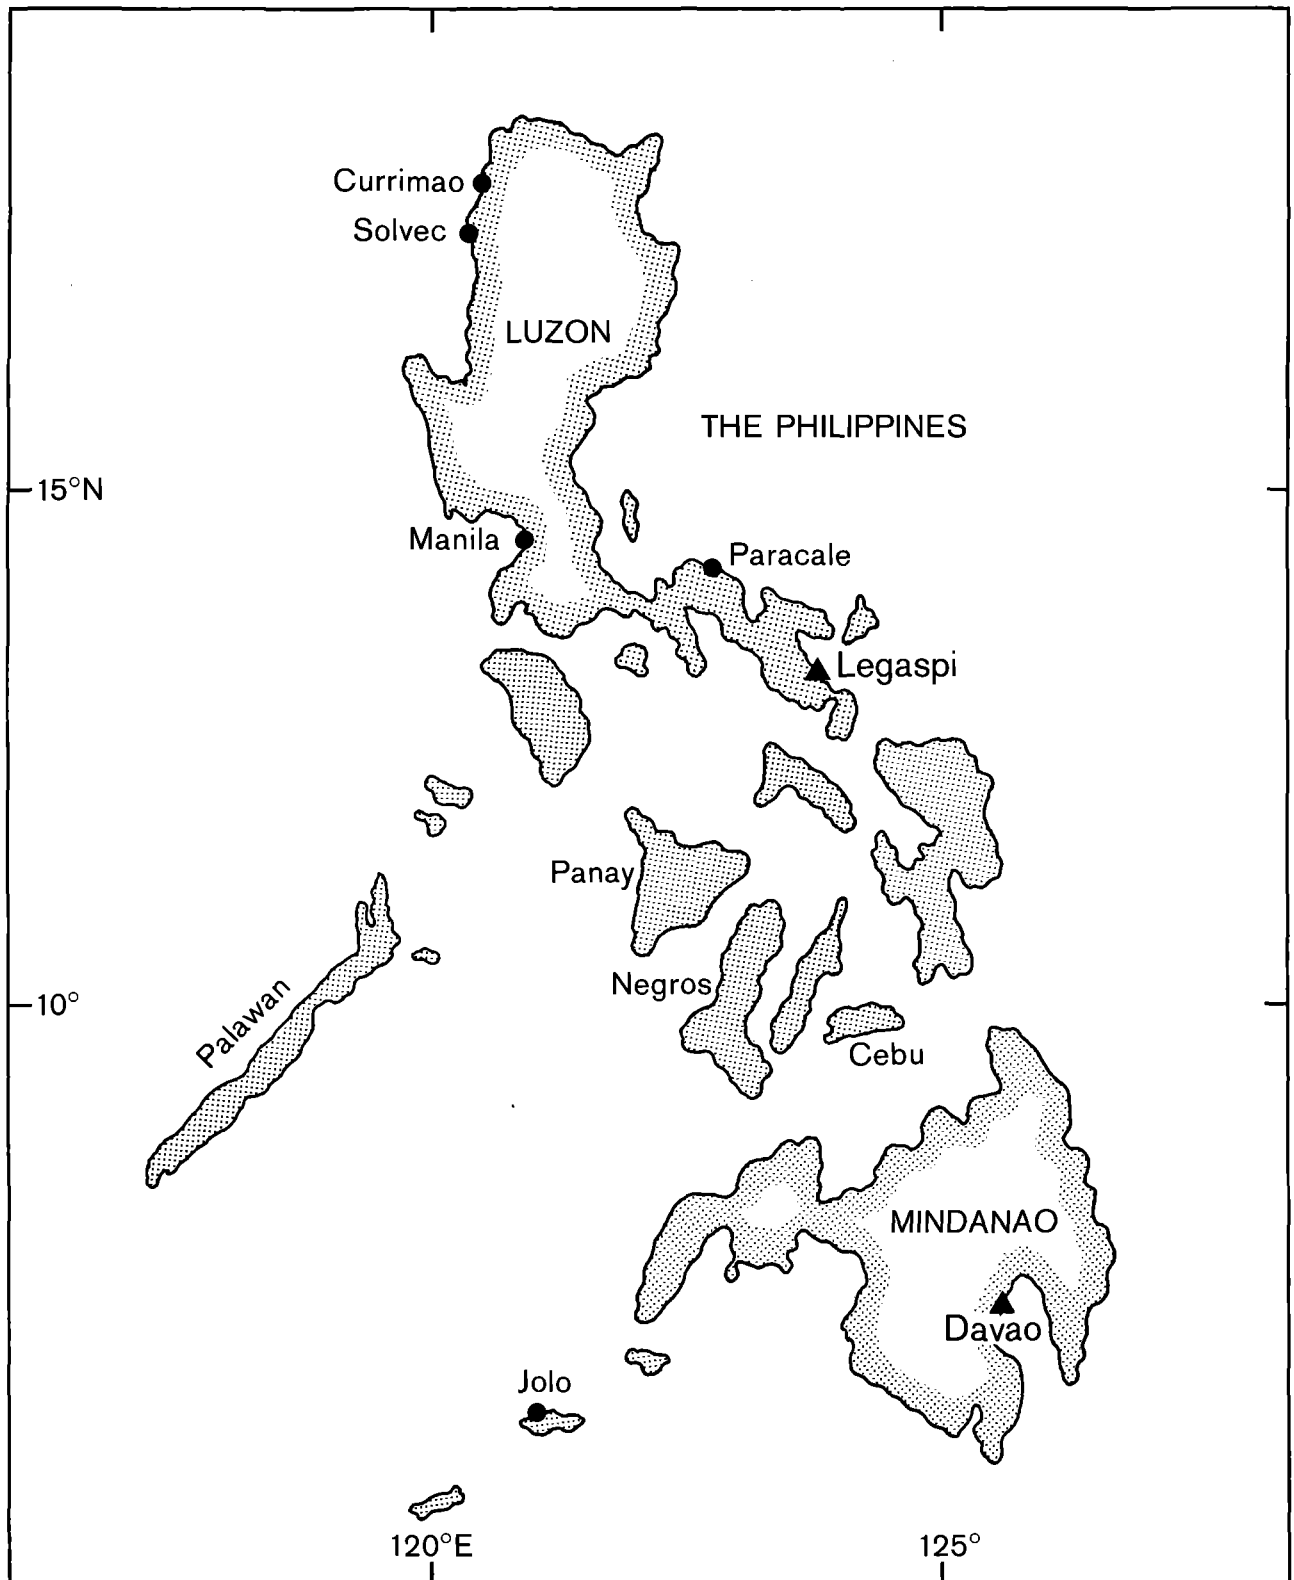 Currimao
Solvec
LUZON
THE PHILIPPINES
15°N
Manila
Paracale
Legaspi
Panay
Negros
Palawan
10°
Cebu
MINDANAO
Davao
Jolo
120°E
125°